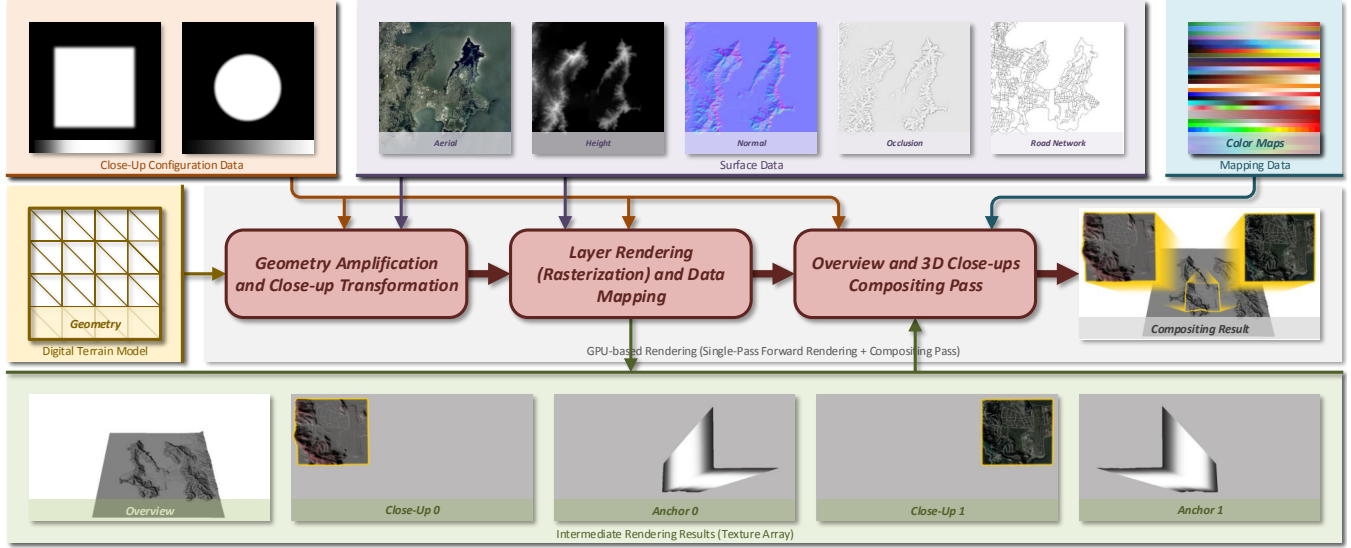 Close-Up Configuration Data
Aerial
Height
Normal
Occlusion
Road Network
Surface Data
Color Maps
Mapping Data
Geometry
Digital Terrain Model
Geometry Amplification
and Close-up Transformation
Layer Rendering
(Rasterization) and Data
Mapping
Overview and 3D Close-ups
Compositing Pass
Compositing Result
GPU-based Rendering (Single-Pass Forward Rendering + Compositing Pass)
Overview
Close-Up 0
Anchor 0
Close-Up 1
Anchor 1
Intermediate Rendering Results (Texture Array)